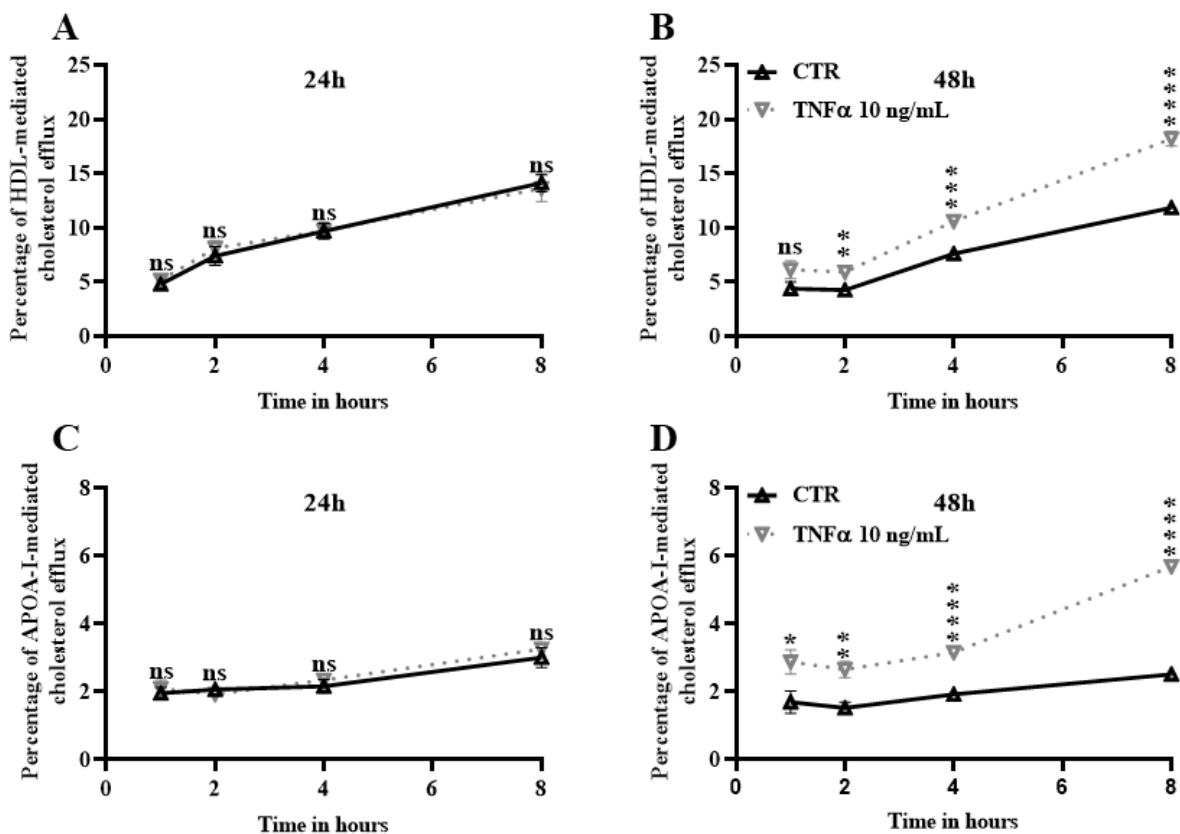 A
Percentage of HDL-mediated
cholesterol efflux
24h
25
20
15
10
5
0
ns
ns
ns
ns
0 2 4 6 8
Time in hours
B
Percentage of HDL-mediated
cholesterol efflux
CTR
TNFα 10 ng/mL
48h
25
20
15
10
5
0
ns
**
***
****
0 2 4 6 8
Time in hours
C
Percentage of APOA-I-mediated
cholesterol efflux
24h
8
6
4
2
0
ns
ns
ns
ns
0 2 4 6 8
Time in hours
D
Percentage of APOA-I-mediated
cholesterol efflux
CTR
TNFα 10 ng/mL
48h
8
6
4
2
0
*
**
****
****
0 2 4 6 8
Time in hours